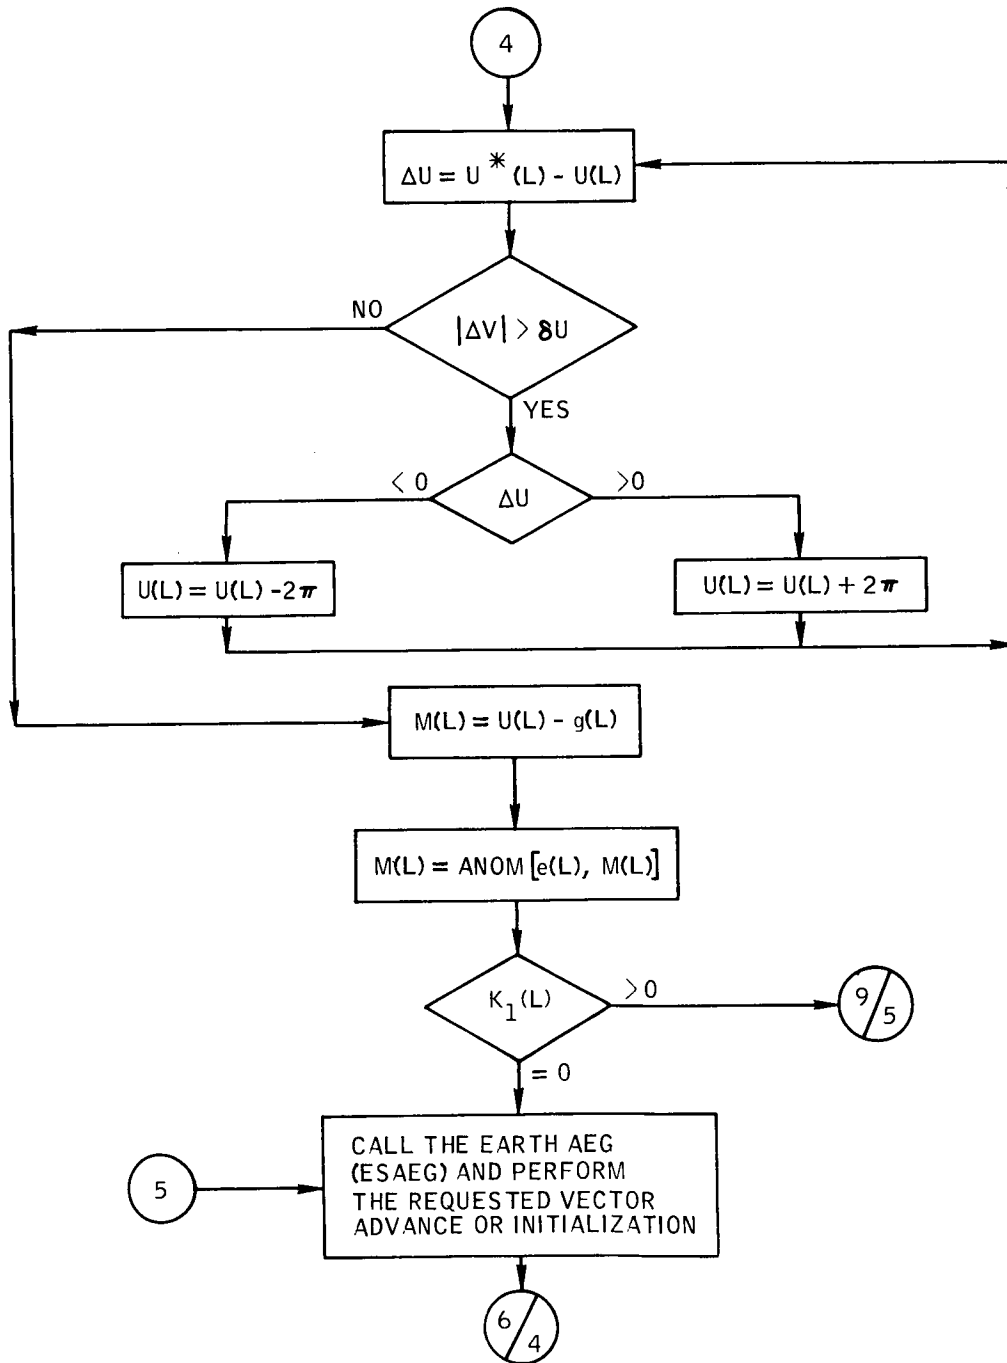 4
ΔU = U * (L) - U(L)
NO
|ΔV| > δU
YES
< 0
ΔU
>0
U(L) = U(L) -2π
U(L) = U(L) + 2π
M(L) = U(L) - g(L)
M(L) = ANOM [e(L), M(L)]
K₁(L)
>0
9/5
= 0
5
CALL THE EARTH AEG
(ESAEG) AND PERFORM
THE REQUESTED VECTOR
ADVANCE OR INITIALIZATION
6/4